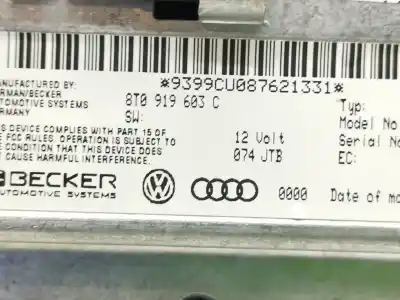 MANUFACTURED BY
RMAN/BECKER
TOMOTIVE SYSTEMS
RMANY
*9399CU087621331*
8T0 919 603 C
SW:
Typ:
Model No
Serial No
EC:
12 Volt
074 JTB
DEVICE COMPLIES WITH PART 15 OF
FCC RULES. OPERATION IS SUBJECT TO
CONDITION THAT THIS DEVICE DOES
CAUSE HARMFUL INTERFERENCE.
BECKER
AUTOMOTIVE SYSTEMS
0000
Date of ma